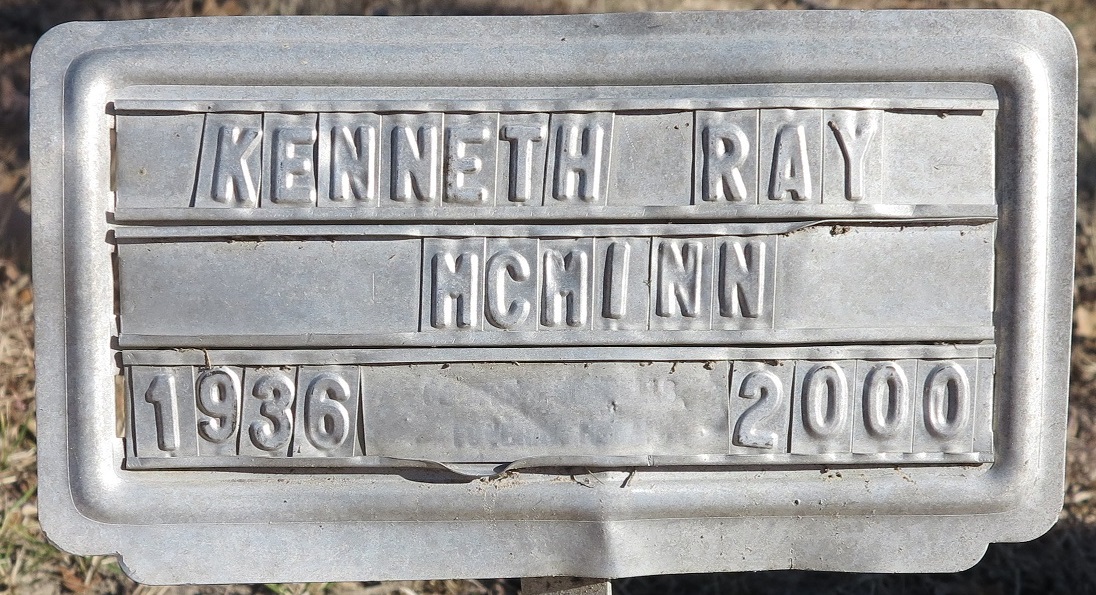 KENNETH RAY
MCMINN
1936 2000